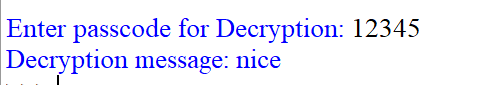 Enter passcode for Decryption: 12345
Decryption message: nice